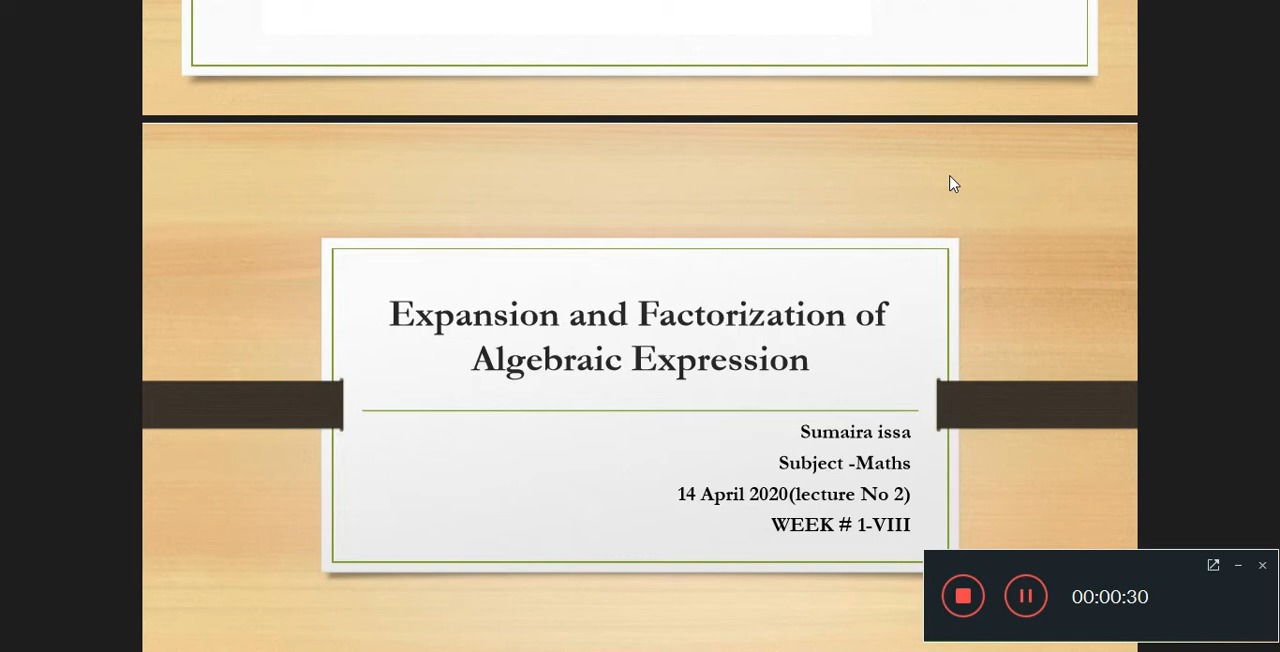 Expansion and Factorization of
Algebraic Expression
Sumaira issa
Subject -Maths
14 April 2020(lecture No 2)
WEEK # 1-VIII
00:00:30